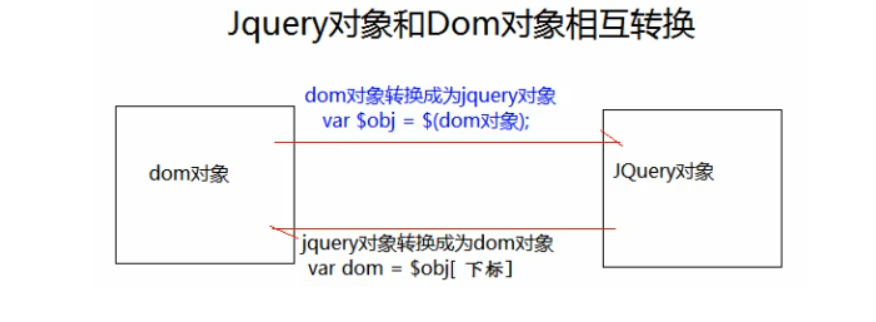 Jquery对象和Dom对象相互转换
dom对象转换成为jquery对象
var $obj = $(dom对象);
dom对象
JQuery对象
jquery对象转换成为dom对象
var dom = $obj[ 下标]